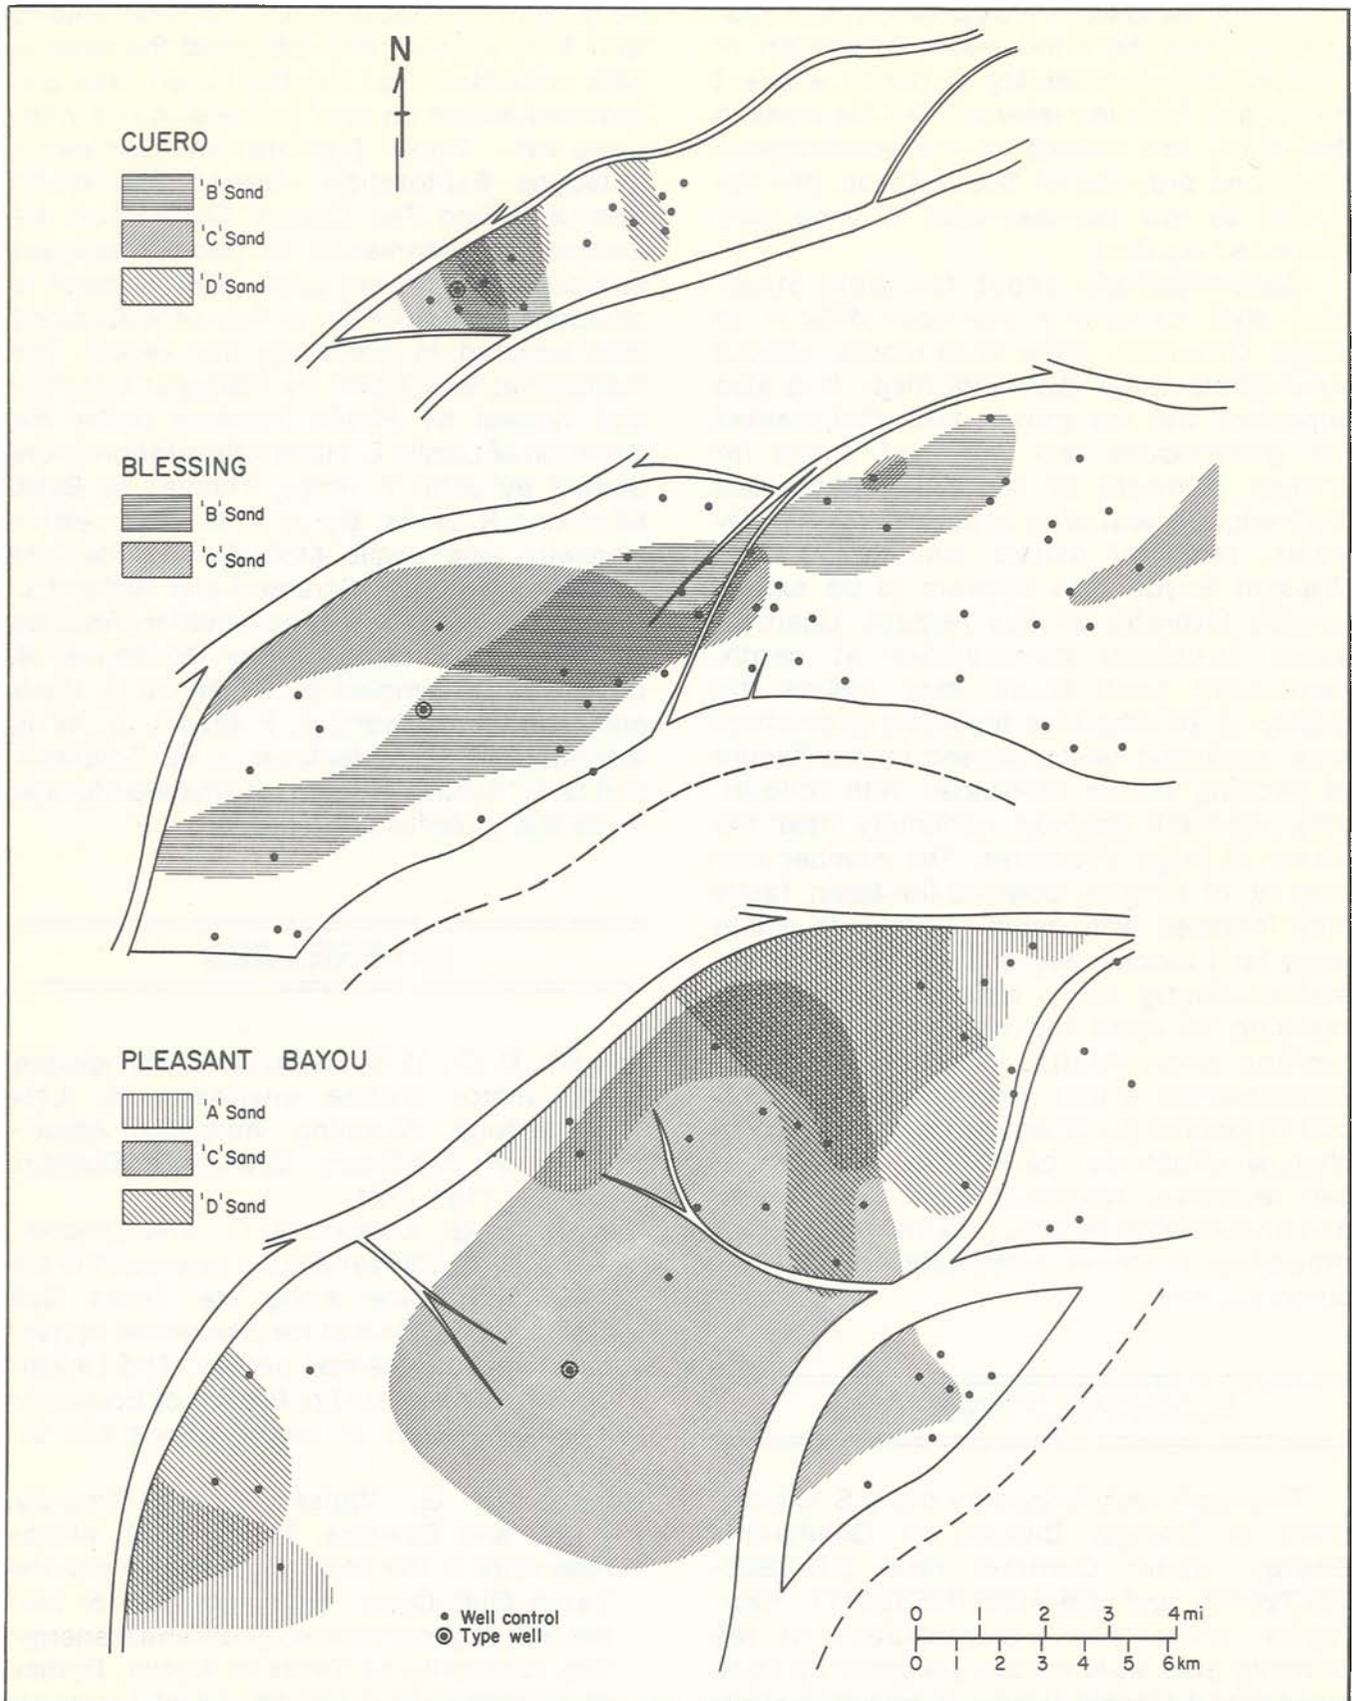 N
CUERO
'B' Sand
'C' Sand
'D' Sand
BLESSING
'B' Sand
'C' Sand
PLEASANT BAYOU
'A' Sand
'C' Sand
'D' Sand
Well control
Type well
0 1 2 3 4 mi
0 1 2 3 4 5 6 km